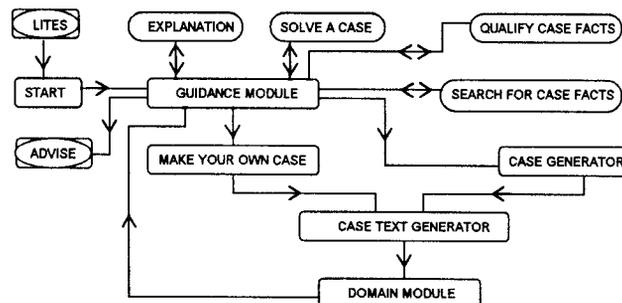 LITES
EXPLANATION
SOLVE A CASE
QUALIFY CASE FACTS
START
GUIDANCE MODULE
SEARCH FOR CASE FACTS
ADVISE
MAKE YOUR OWN CASE
CASE GENERATOR
CASE TEXT GENERATOR
DOMAIN MODULE